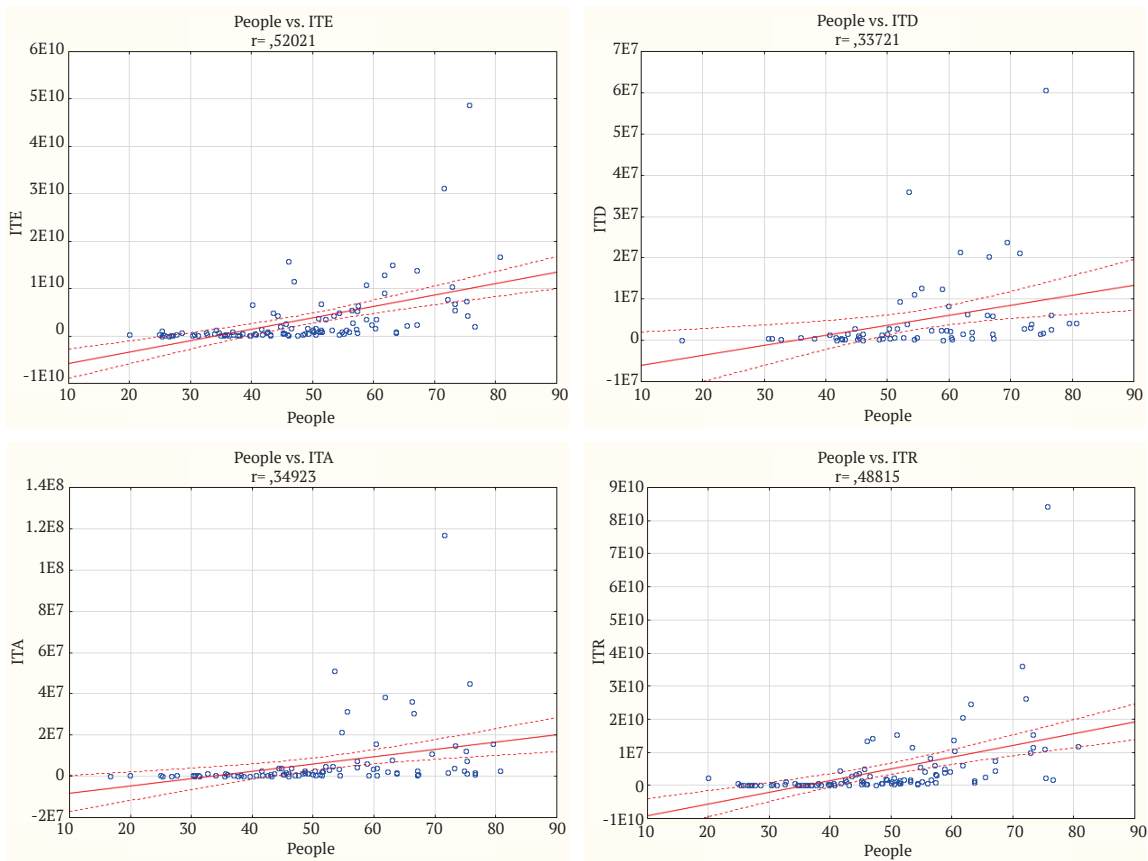 People vs. ITE
r= ,52021
6E10
5E10
4E10
3E10
2E10
1E10
0
-1E10
ITE
10 20 30 40 50 60 70 80 90
People
People vs. ITD
r= ,33721
7E7
6E7
5E7
4E7
3E7
2E7
1E7
0
-1E7
ITD
10 20 30 40 50 60 70 80 90
People
People vs. ITA
r= ,34923
1.4E8
1.2E8
1E8
8E7
6E7
4E7
2E7
0
-2E7
ITA
10 20 30 40 50 60 70 80 90
People
People vs. ITR
r= ,48815
9E10
8E10
7E10
6E10
5E10
4E10
3E10
2E10
1E10
0
-1E10
ITR
10 20 30 40 50 60 70 80 90
People